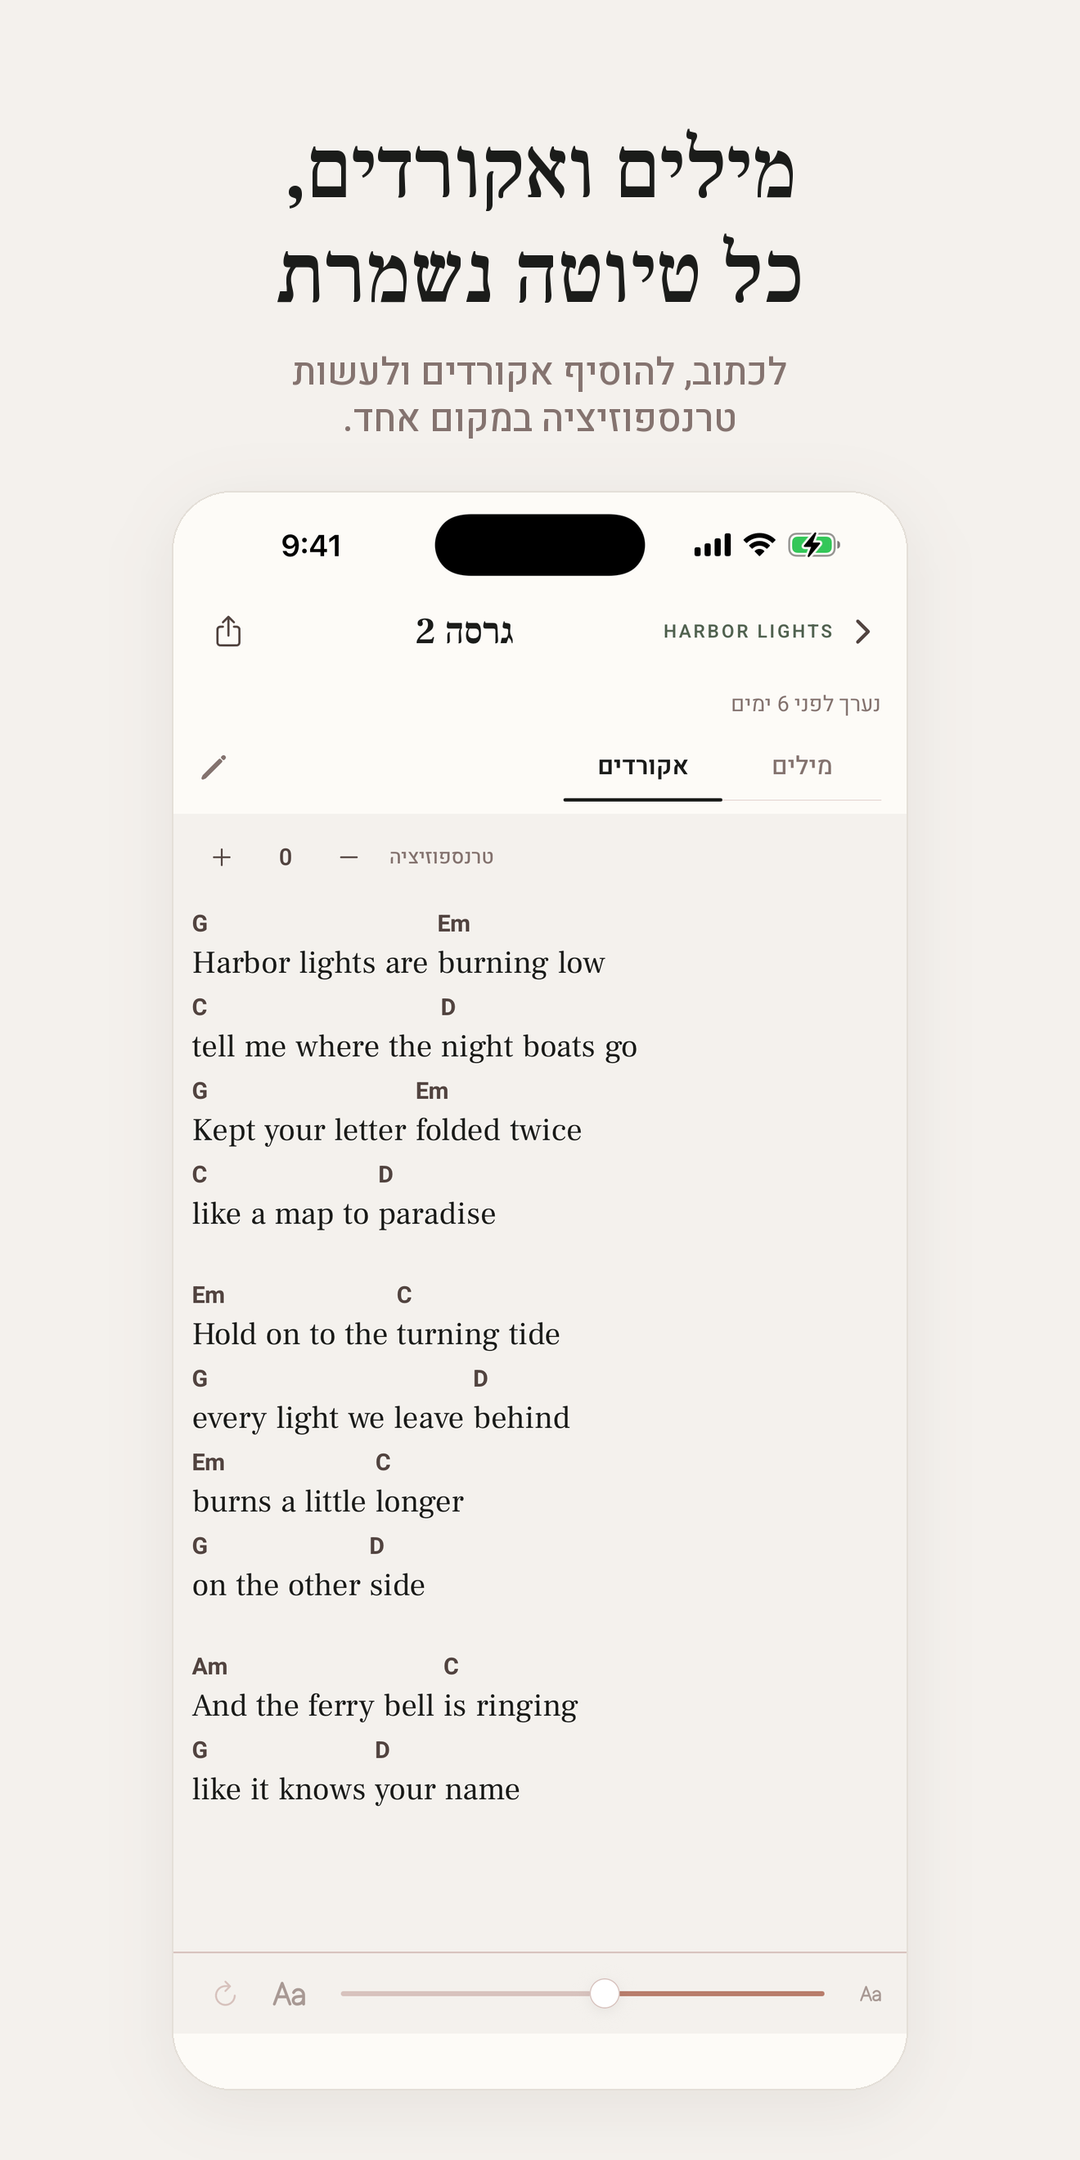 מילים ואקורדים,
כל טיוטה נשמרת
לכתוב, להוסיף אקורדים ולעשות
טרנספוזיציה במקום אחד.
9:41
HARBOR LIGHTS
גרסה 2
נערך לפני 6 ימים
מילים אקורדים
טרנספוזיציה − 0 +
G Em
Harbor lights are burning low
C D
tell me where the night boats go
G Em
Kept your letter folded twice
C D
like a map to paradise
Em C
Hold on to the turning tide
G D
every light we leave behind
Em C
burns a little longer
G D
on the other side
Am C
And the ferry bell is ringing
G D
like it knows your name
Aa Aa